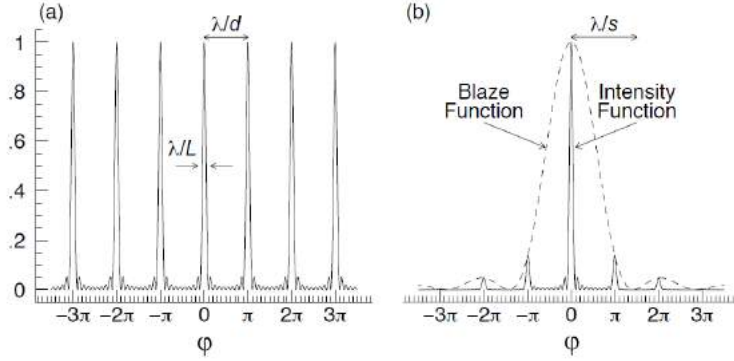 (a)
λ/d
λ/L
1
.8
.6
.4
.2
0
−3π −2π −π 0 π 2π 3π
φ
(b)
λ/s
Blaze
Function
Intensity
Function
−3π −2π −π 0 π 2π 3π
φ